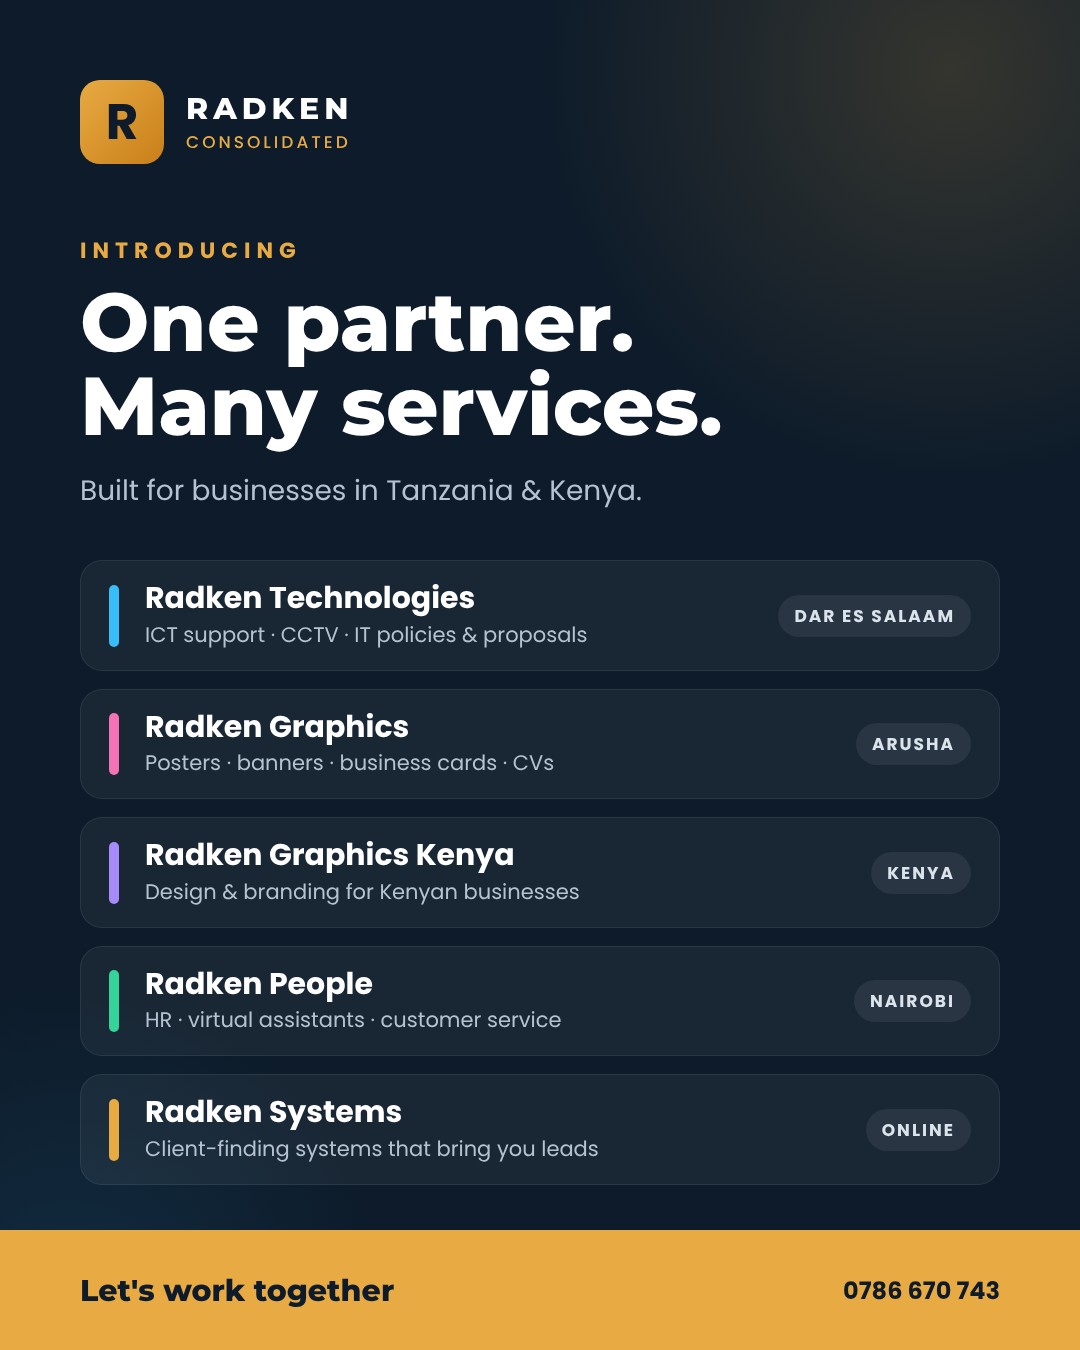 R
RADKEN
CONSOLIDATED
INTRODUCING
One partner.
Many services.
Built for businesses in Tanzania & Kenya.
Radken Technologies
ICT support · CCTV · IT policies & proposals
DAR ES SALAAM
Radken Graphics
Posters · banners · business cards · CVs
ARUSHA
Radken Graphics Kenya
Design & branding for Kenyan businesses
KENYA
Radken People
HR · virtual assistants · customer service
NAIROBI
Radken Systems
Client-finding systems that bring you leads
ONLINE
Let's work together
0786 670 743